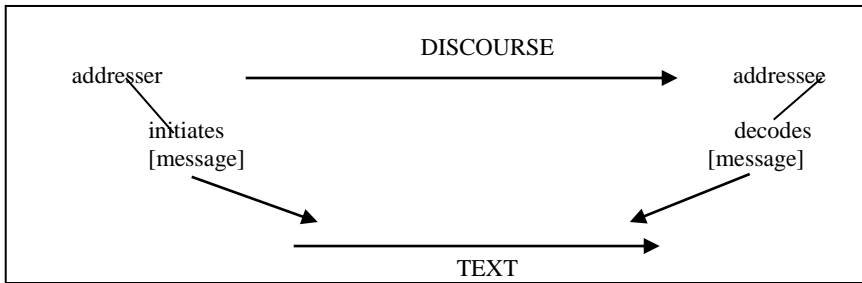 DISCOURSE
addresser addressee
initiates decodes
[message] [message]
TEXT